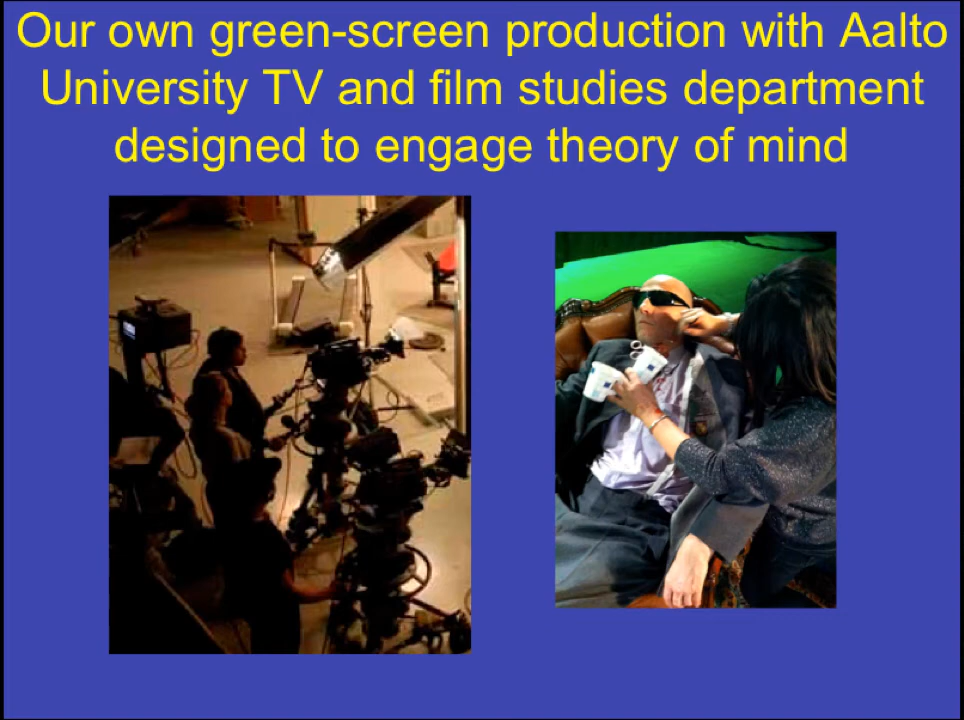 Our own green-screen production with Aalto
University TV and film studies department
designed to engage theory of mind